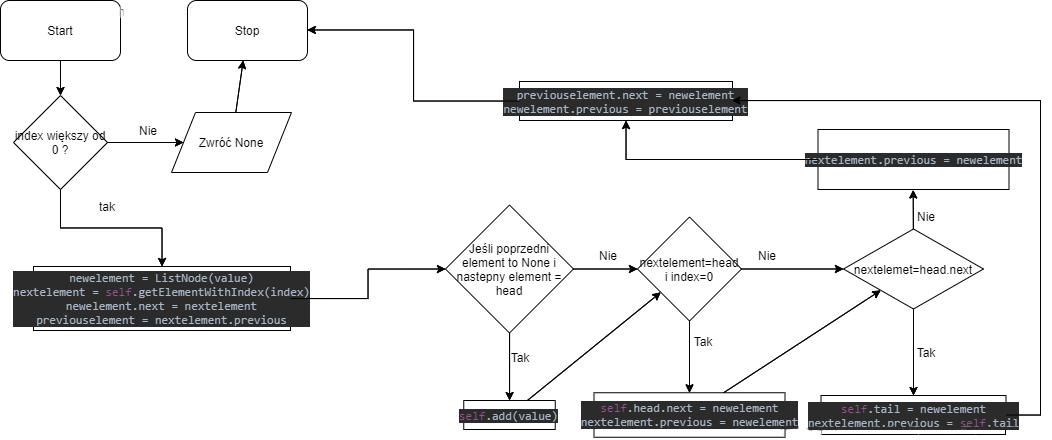 Start
Stop
index większy od
0 ?
Nie
Zwróć None
tak
newelement = ListNode(value)
nextelement = self.getElementWithIndex(index)
newelement.next = nextelement
previouselement = nextelement.previous
Jeśli poprzedni
element to None i
nastepny element =
head
Nie
Tak
self.add(value)
nextelement=head
i index=0
Nie
Tak
self.head.next = newelement
nextelement.previous = newelement
nextelemet=head.next
Nie
Tak
self.tail = newelement
nextelement.previous = self.tail
nextelement.previous = newelement
previouselement.next = newelement
newelement.previous = previouselement